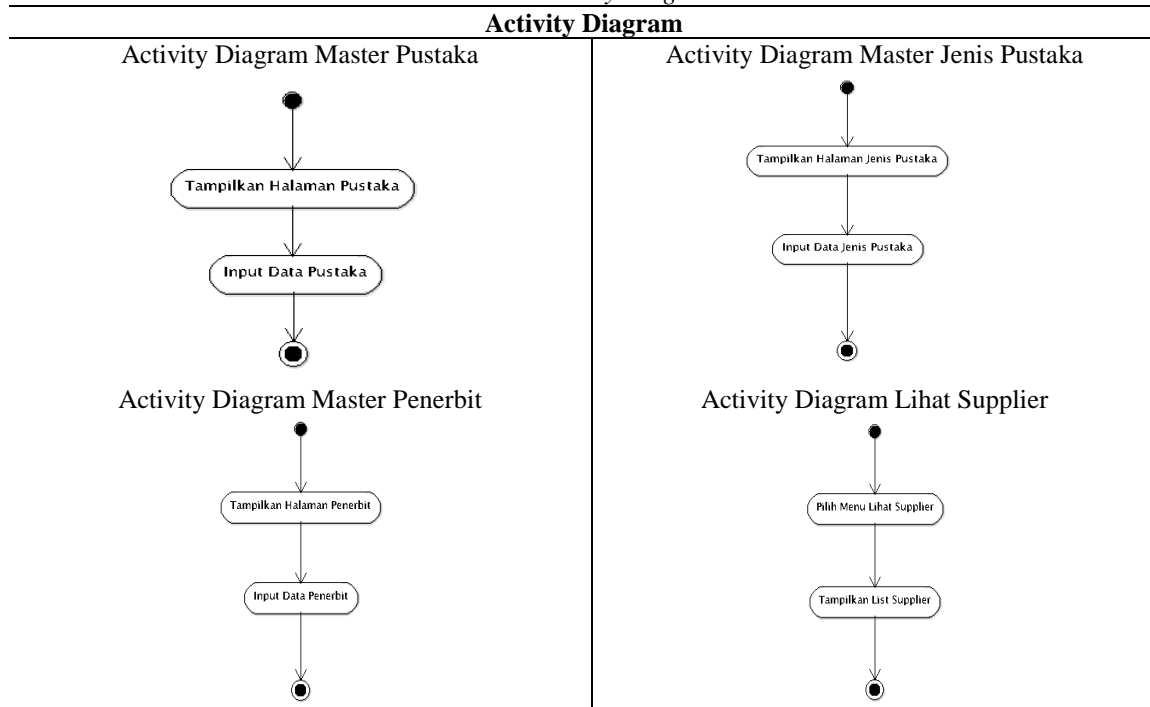 Activity Diagram
Activity Diagram Master Pustaka
Tampilkan Halaman Pustaka
Input Data Pustaka
Activity Diagram Master Jenis Pustaka
Tampilkan Halaman Jenis Pustaka
Input Data Jenis Pustaka
Activity Diagram Master Penerbit
Tampilkan Halaman Penerbit
Input Data Penerbit
Activity Diagram Lihat Supplier
Pilih Menu Lihat Supplier
Tampilkan List Supplier